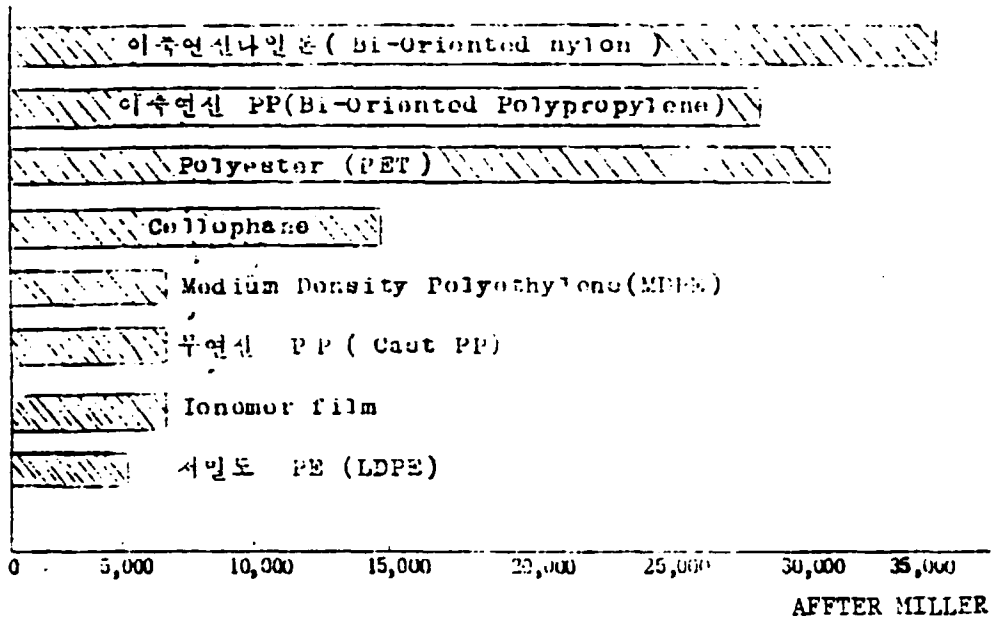 이축연신나일론 ( Bi-Oriented nylon )
이축연신 PP(Bi-Oriented Polypropylene)
Polyester (PET)
Cellophane
Medium Density Polyethylene(MDPE)
무연신 PP ( Cast PP)
Ionomer film
저밀도 PE (LDPE)
0 5,000 10,000 15,000 20,000 25,000 30,000 35,000
AFFTER MILLER